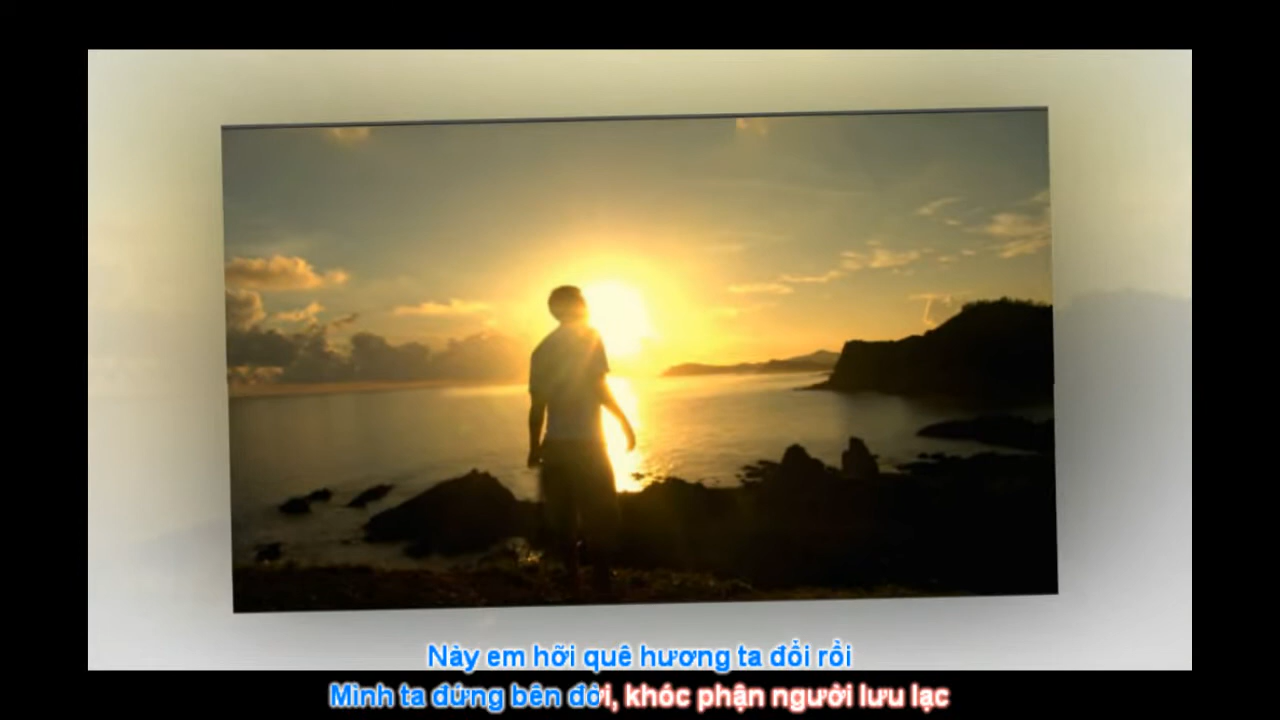 Này em hỡi quê hương ta đổi rồi
Mình ta đứng bên đời, khóc phận người lưu lạc